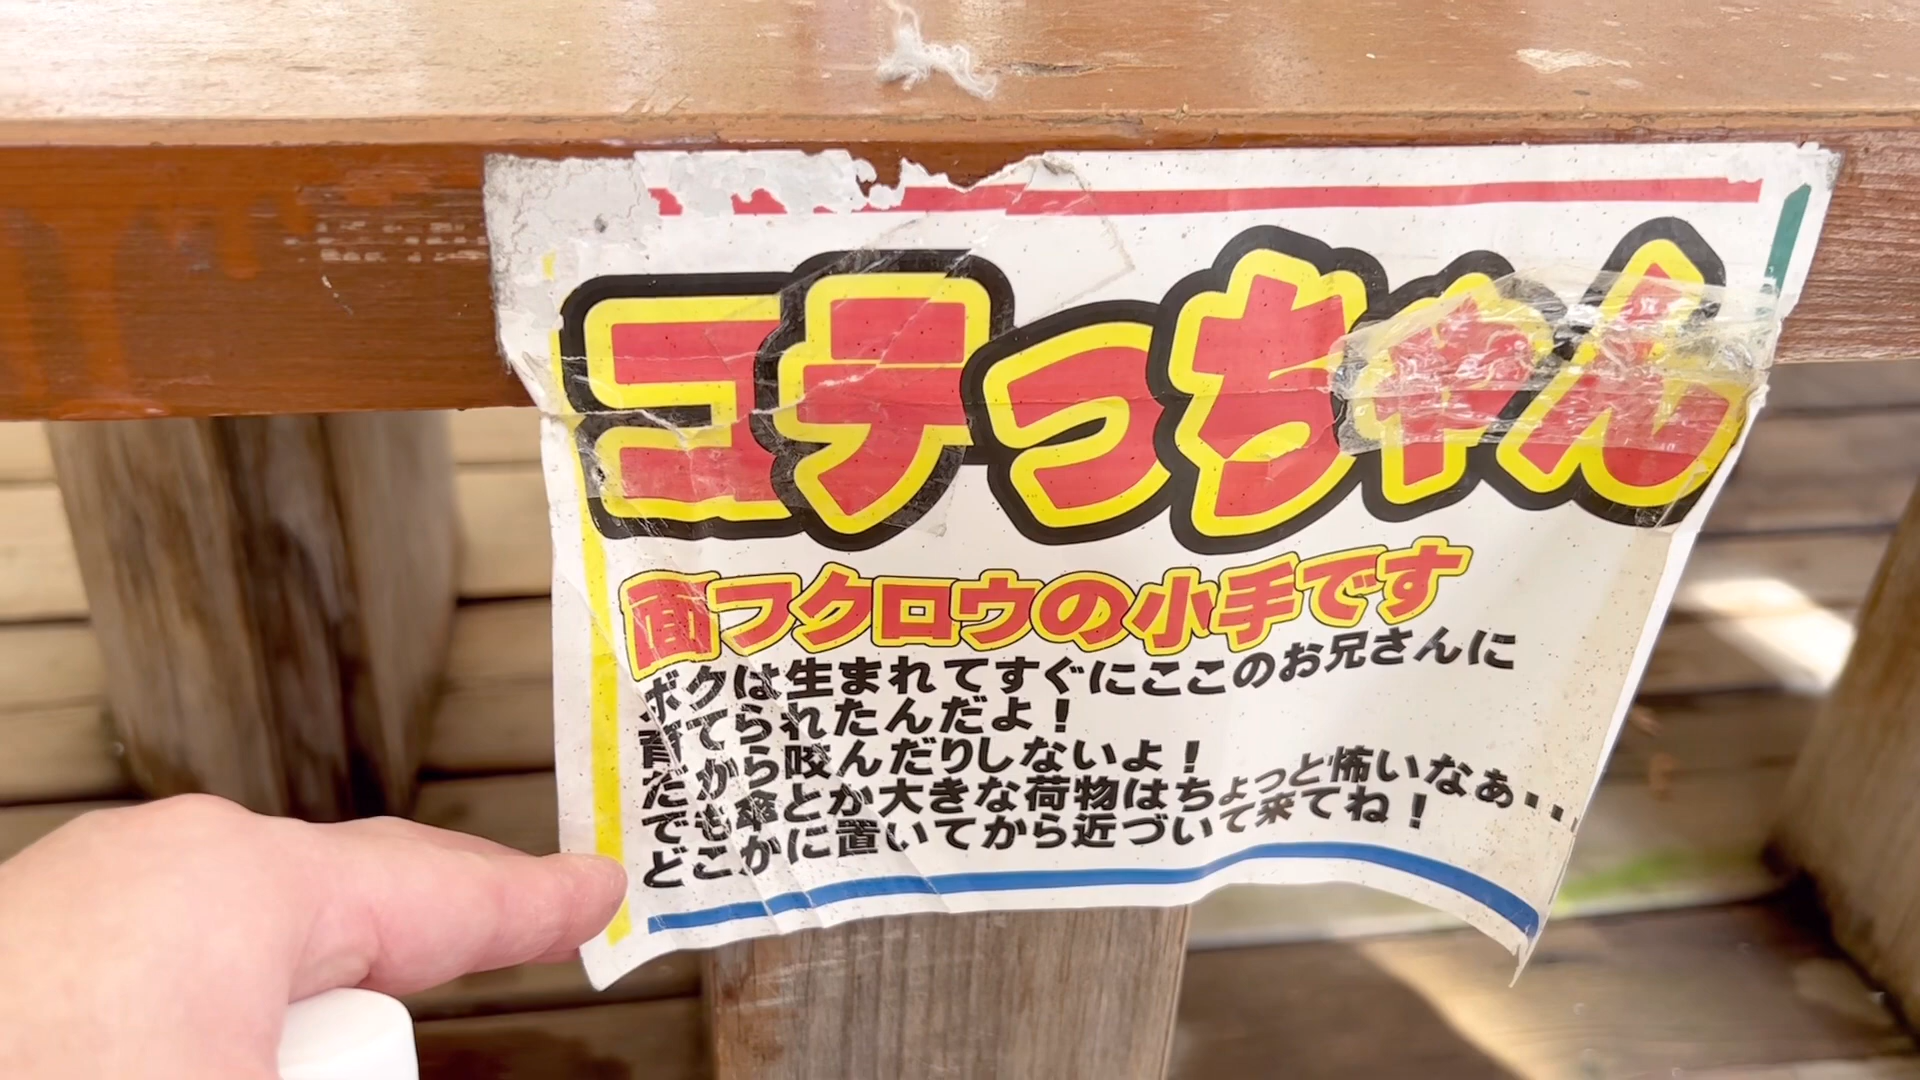 コテっちゃん
面フクロウの小手です
ボクは生まれてすぐにここのお兄さんに
育てられたんだよ！
だから咬んだりしないよ！
でも傘とか大きな荷物はちょっと怖いなぁ・・
どこかに置いてから近づいて来てね！